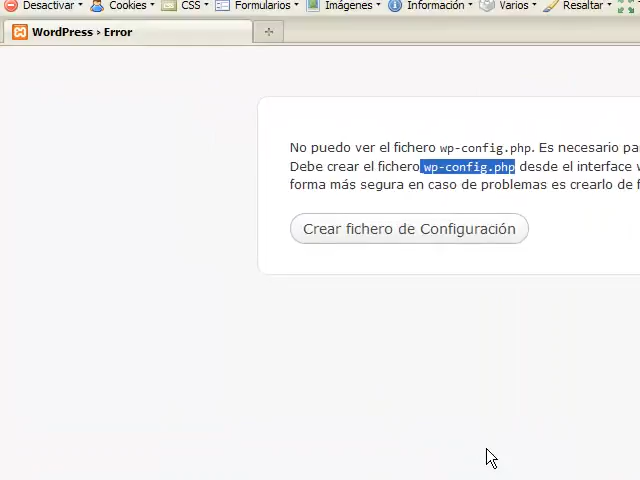 Desactivar Cookies CSS Formularios Imágenes Información Varios Resaltar
WordPress › Error
No puedo ver el fichero wp-config.php. Es necesario
Debe crear el fichero wp-config.php desde el interface
forma más segura en caso de problemas es crearlo de
Crear fichero de Configuración